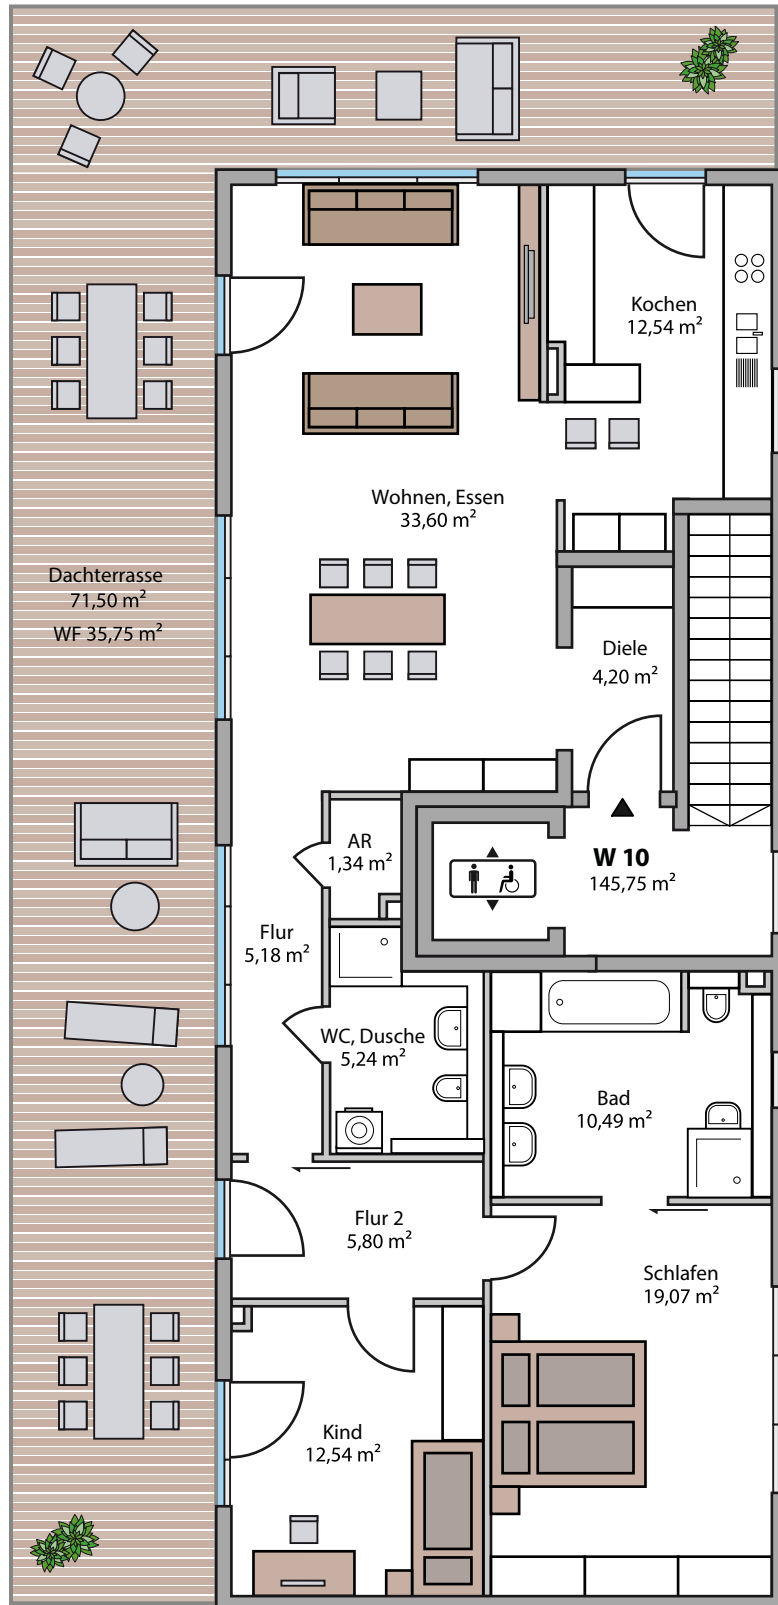 Kochen
12,54 m²
Wohnen, Essen
33,60 m²
Dachterrasse
71,50 m²
WF 35,75 m²
Diele
4,20 m²
AR
1,34 m²
W 10
145,75 m²
Flur
5,18 m²
WC, Dusche
5,24 m²
Bad
10,49 m²
Flur 2
5,80 m²
Schlafen
19,07 m²
Kind
12,54 m²